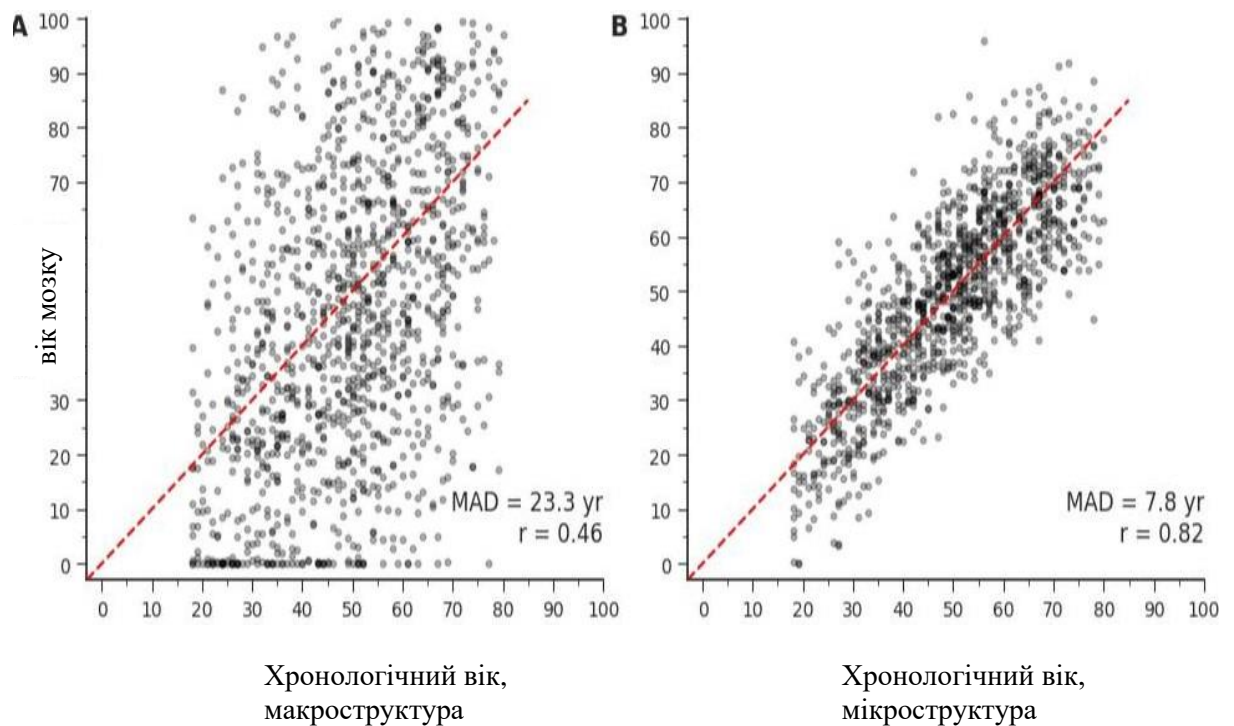 A
B
100
90
80
70
30
20
10
0
вік мозку
MAD = 23.3 yr
r = 0.46
0 10 20 30 40 50 60 70 80 90 100
100
90
80
70
60
50
40
30
20
10
0
MAD = 7.8 yr
r = 0.82
0 10 20 30 40 50 60 70 80 90 100
Хронологічний вік,
макроструктура
Хронологічний вік,
мікроструктура